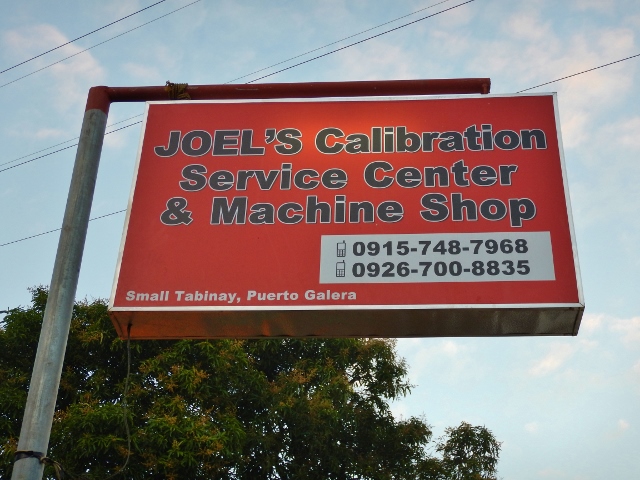 JOEL'S Calibration
Service Center
& Machine Shop
0915-748-7968
0926-700-8835
Small Tabinay, Puerto Galera